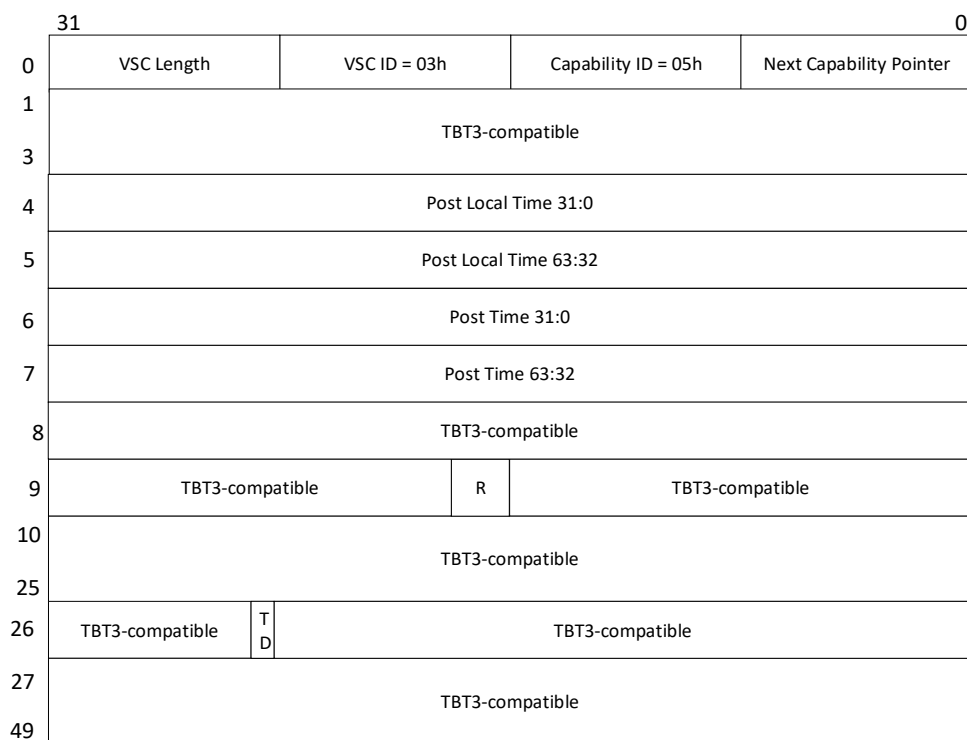 31 0
0 VSC Length VSC ID = 03h Capability ID = 05h Next Capability Pointer
1
TBT3-compatible
3
4 Post Local Time 31:0
5 Post Local Time 63:32
6 Post Time 31:0
7 Post Time 63:32
8 TBT3-compatible
9 TBT3-compatible R TBT3-compatible
10
TBT3-compatible
25
26 TBT3-compatible T D TBT3-compatible
27
TBT3-compatible
49